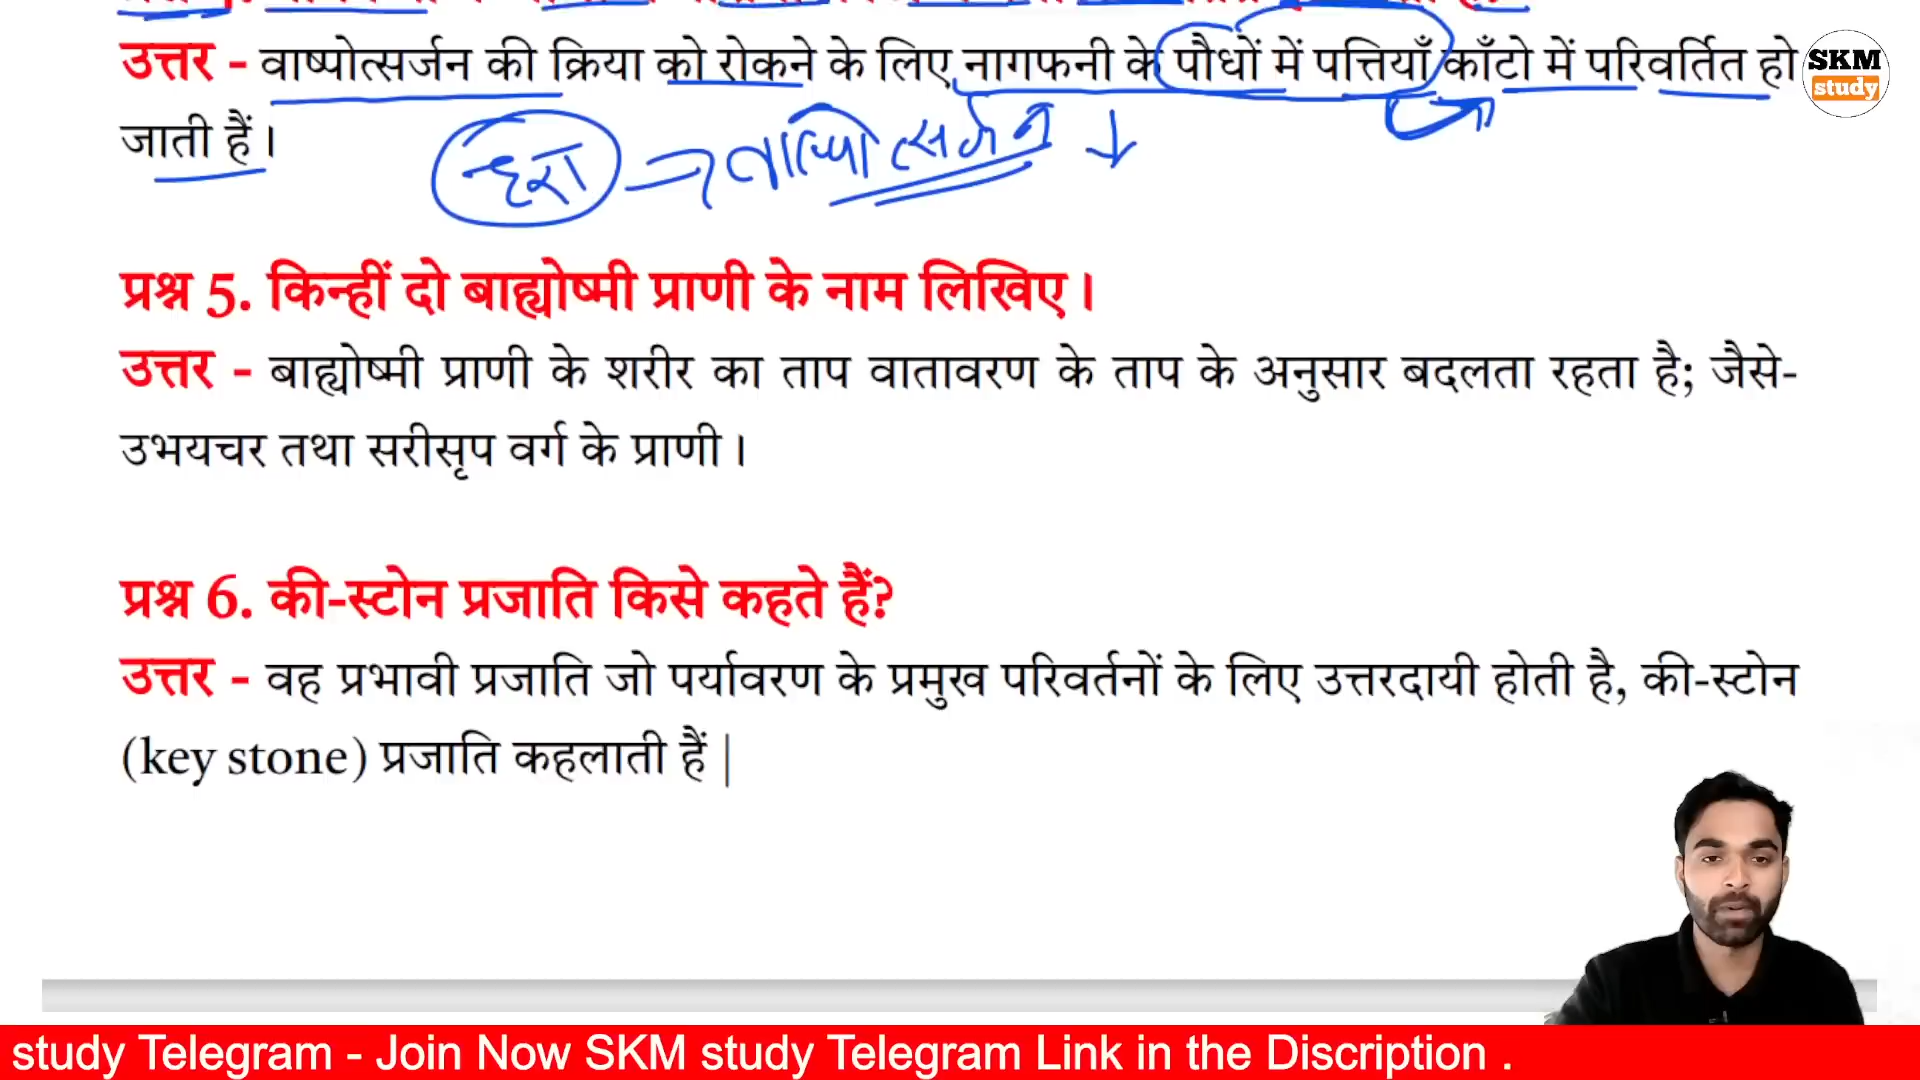 उत्तर - वाष्पोत्सर्जन की क्रिया को रोकने के लिए नागफनी के पौधों में पत्तियाँ काँटो में परिवर्तित हो
जाती हैं।
SKM
study
हरा → वाष्पोत्सर्जन ↓
प्रश्न 5. किन्हीं दो बाह्योष्मी प्राणी के नाम लिखिए।
उत्तर - बाह्योष्मी प्राणी के शरीर का ताप वातावरण के ताप के अनुसार बदलता रहता है; जैसे-
उभयचर तथा सरीसृप वर्ग के प्राणी।
प्रश्न 6. की-स्टोन प्रजाति किसे कहते हैं?
उत्तर - वह प्रभावी प्रजाति जो पर्यावरण के प्रमुख परिवर्तनों के लिए उत्तरदायी होती है, की-स्टोन
(key stone) प्रजाति कहलाती हैं |
study Telegram - Join Now SKM study Telegram Link in the Discription .